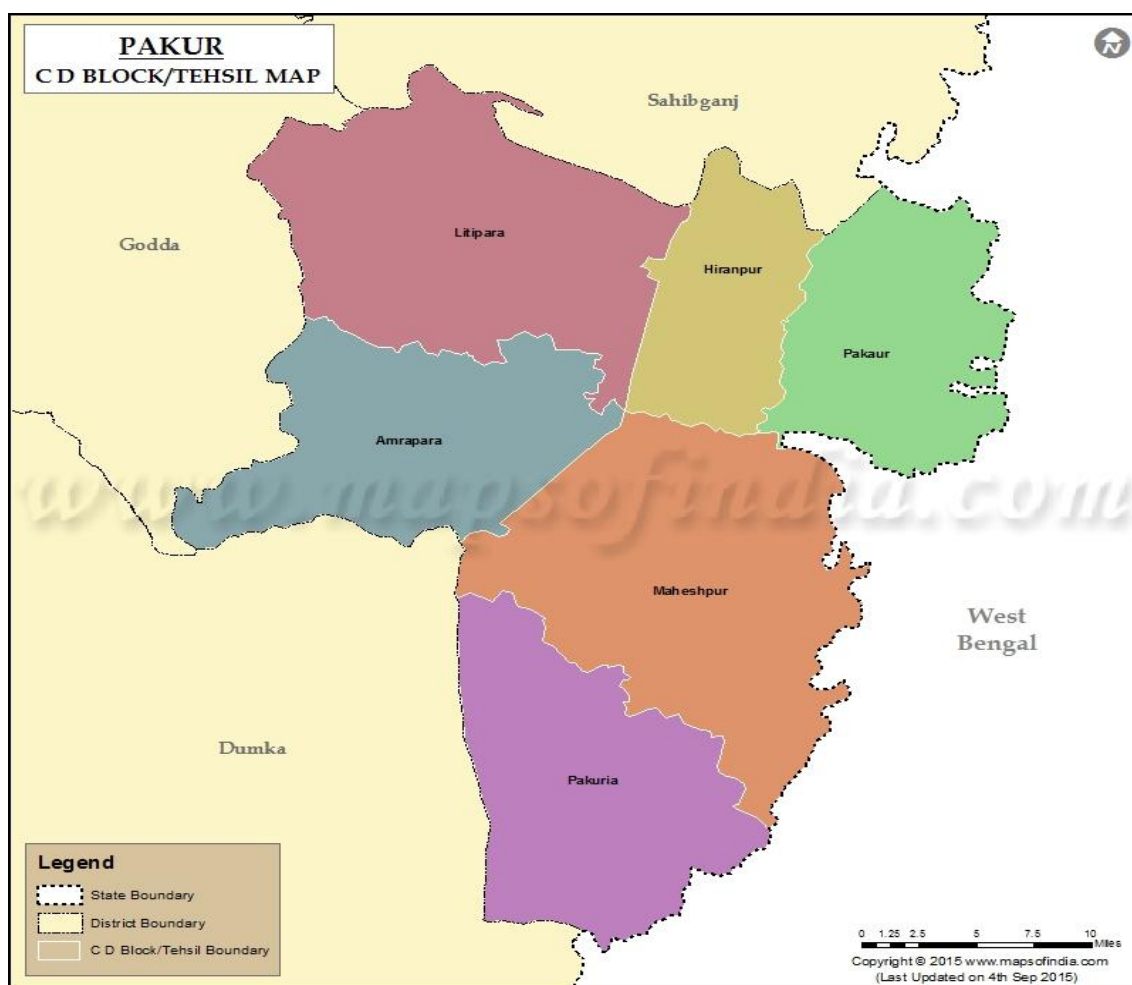 PAKUR
C D BLOCK/TEHSIL MAP
N
Sahibganj
Godda
Litipara
Hiranpur
Pakaur
Amrapara
www.mapsofindia.com
Maheshpur
West
Bengal
Dumka
Pakuria
Legend
State Boundary
District Boundary
C D Block/Tehsil Boundary
0 1.25 2.5 5 7.5 10
Miles
Copyright © 2015 www.mapsofindia.com
(Last Updated on 4th Sep 2015)